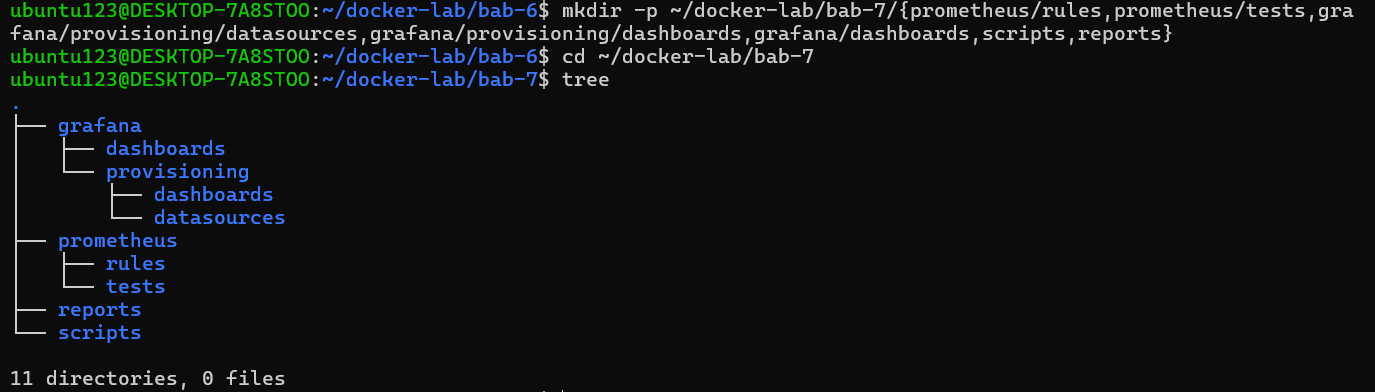 ubuntu123@DESKTOP-7A8STOO:~/docker-lab/bab-6$ mkdir -p ~/docker-lab/bab-7/{prometheus/rules,prometheus/tests,gra
fana/provisioning/datasources,grafana/provisioning/dashboards,grafana/dashboards,scripts,reports}
ubuntu123@DESKTOP-7A8STOO:~/docker-lab/bab-6$ cd ~/docker-lab/bab-7
ubuntu123@DESKTOP-7A8STOO:~/docker-lab/bab-7$ tree
.
├── grafana
│   ├── dashboards
│   └── provisioning
│       ├── dashboards
│       └── datasources
├── prometheus
│   ├── rules
│   └── tests
├── reports
└── scripts

11 directories, 0 files